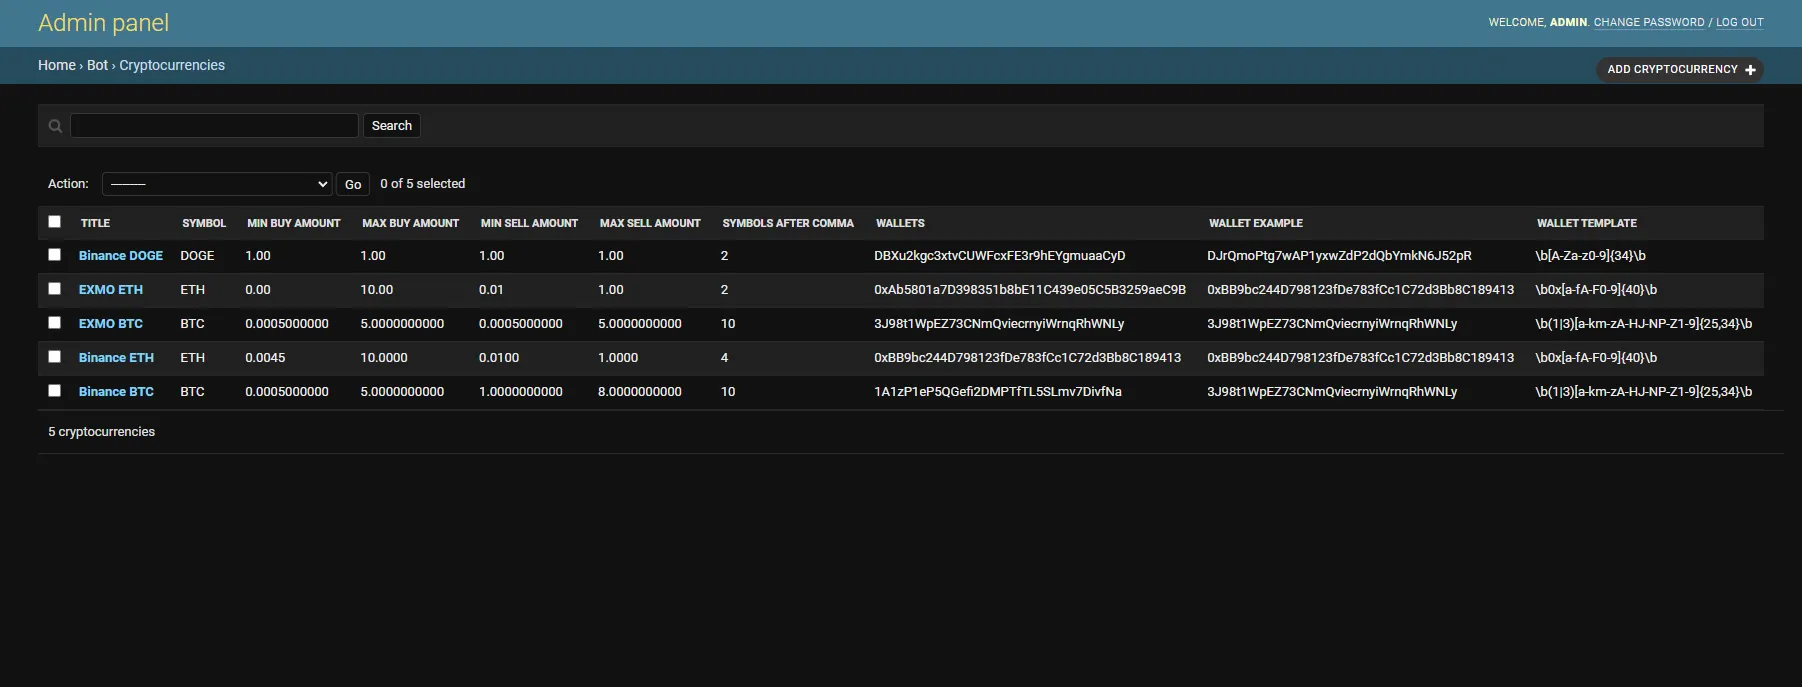 Admin panel
WELCOME, ADMIN. CHANGE PASSWORD / LOG OUT
Home › Bot › Cryptocurrencies
ADD CRYPTOCURRENCY +
Search
Action: --------- Go 0 of 5 selected
TITLE SYMBOL MIN BUY AMOUNT MAX BUY AMOUNT MIN SELL AMOUNT MAX SELL AMOUNT SYMBOLS AFTER COMMA WALLETS WALLET EXAMPLE WALLET TEMPLATE
Binance DOGE DOGE 1.00 1.00 1.00 1.00 2 DBXu2kgc3xtvCUWFcxFE3r9hEYgmuaaCyD DJrQmoPtg7wAP1yxwZdP2dQbYmkN6J52pR \b[A-Za-z0-9]{34}\b
EXMO ETH ETH 0.00 10.00 0.01 1.00 2 0xAb5801a7D398351b8bE11C439e05C5B3259aeC9B 0xBB9bc244D798123fDe783fCc1C72d3Bb8C189413 \b0x[a-fA-F0-9]{40}\b
EXMO BTC BTC 0.0005000000 5.0000000000 0.0005000000 5.0000000000 10 3J98t1WpEZ73CNmQviecrnyiWrnqRhWNLy 3J98t1WpEZ73CNmQviecrnyiWrnqRhWNLy \b(1|3)[a-km-zA-HJ-NP-Z1-9]{25,34}\b
Binance ETH ETH 0.0045 10.0000 0.0100 1.0000 4 0xBB9bc244D798123fDe783fCc1C72d3Bb8C189413 0xBB9bc244D798123fDe783fCc1C72d3Bb8C189413 \b0x[a-fA-F0-9]{40}\b
Binance BTC BTC 0.0005000000 5.0000000000 1.0000000000 8.0000000000 10 1A1zP1eP5QGefi2DMPTfTL5SLmv7DivfNa 3J98t1WpEZ73CNmQviecrnyiWrnqRhWNLy \b(1|3)[a-km-zA-HJ-NP-Z1-9]{25,34}\b
5 cryptocurrencies